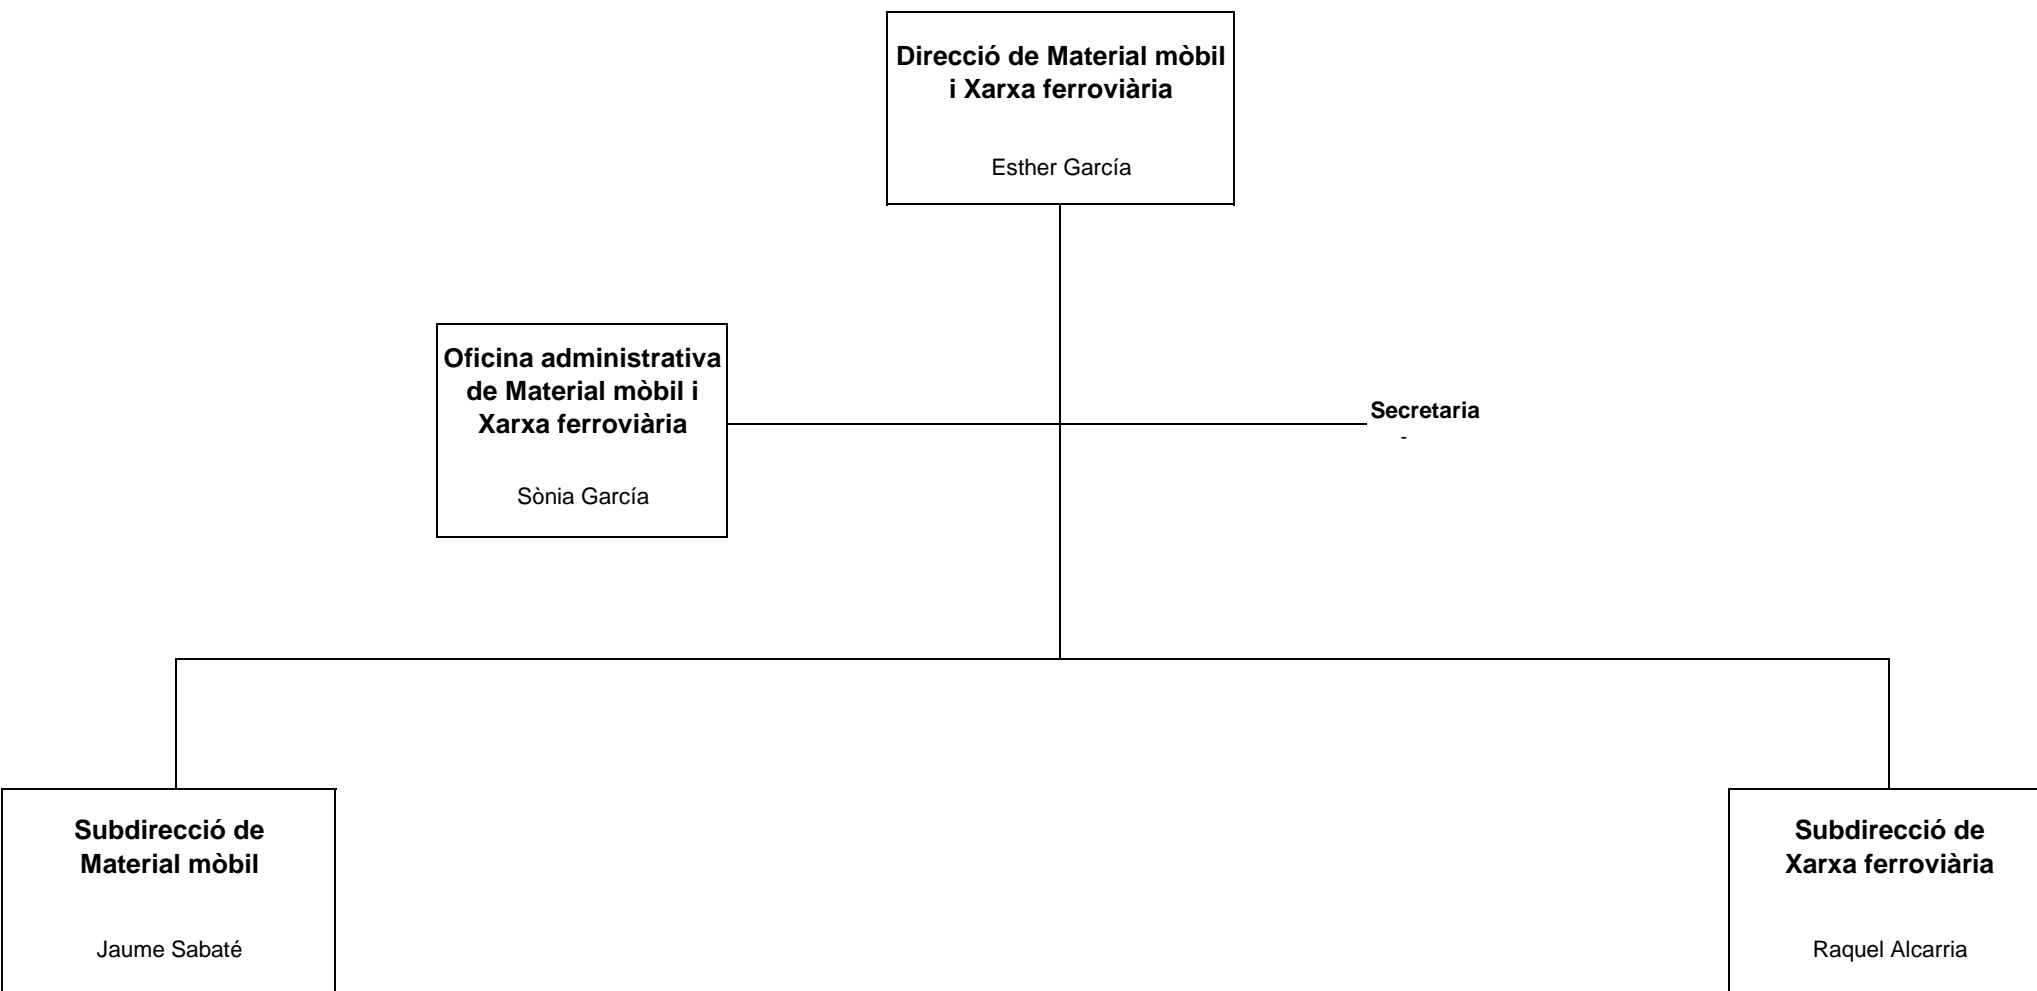 Direcció de Material mòbil
i Xarxa ferroviària
Esther García
Oficina administrativa
de Material mòbil i
Xarxa ferroviària
Sònia García
Secretaria
-
Subdirecció de
Material mòbil
Jaume Sabaté
Subdirecció de
Xarxa ferroviària
Raquel Alcarria